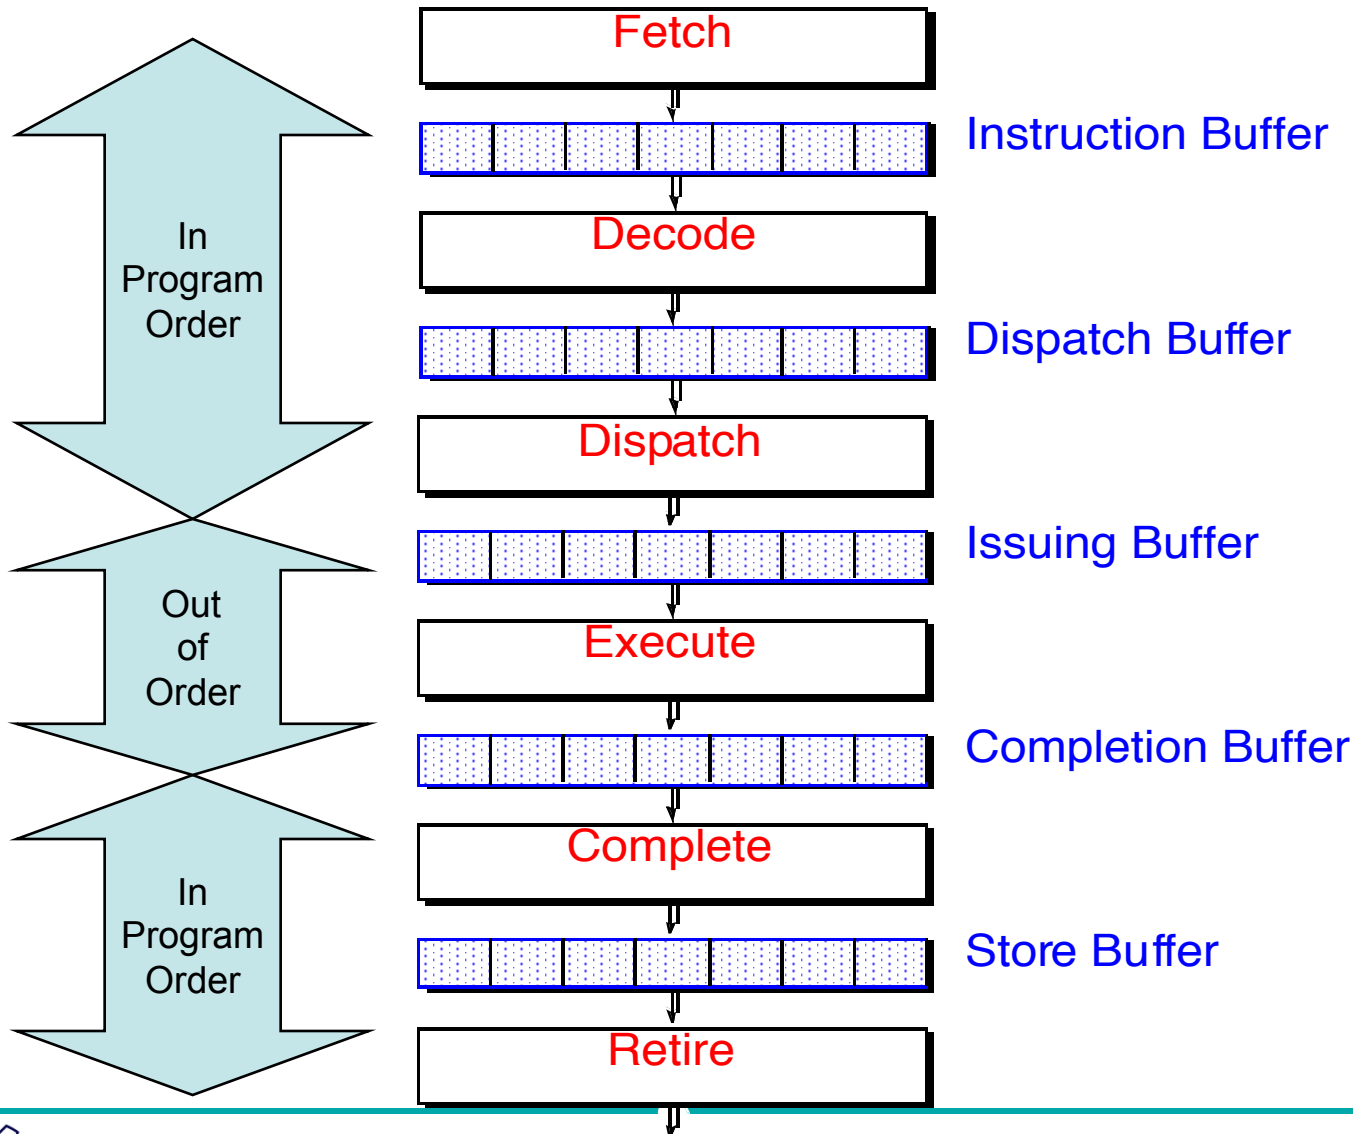 Fetch
Instruction Buffer
Decode
Dispatch Buffer
Dispatch
Issuing Buffer
Execute
Completion Buffer
Complete
Store Buffer
Retire
In
Program
Order
Out
of
Order
In
Program
Order